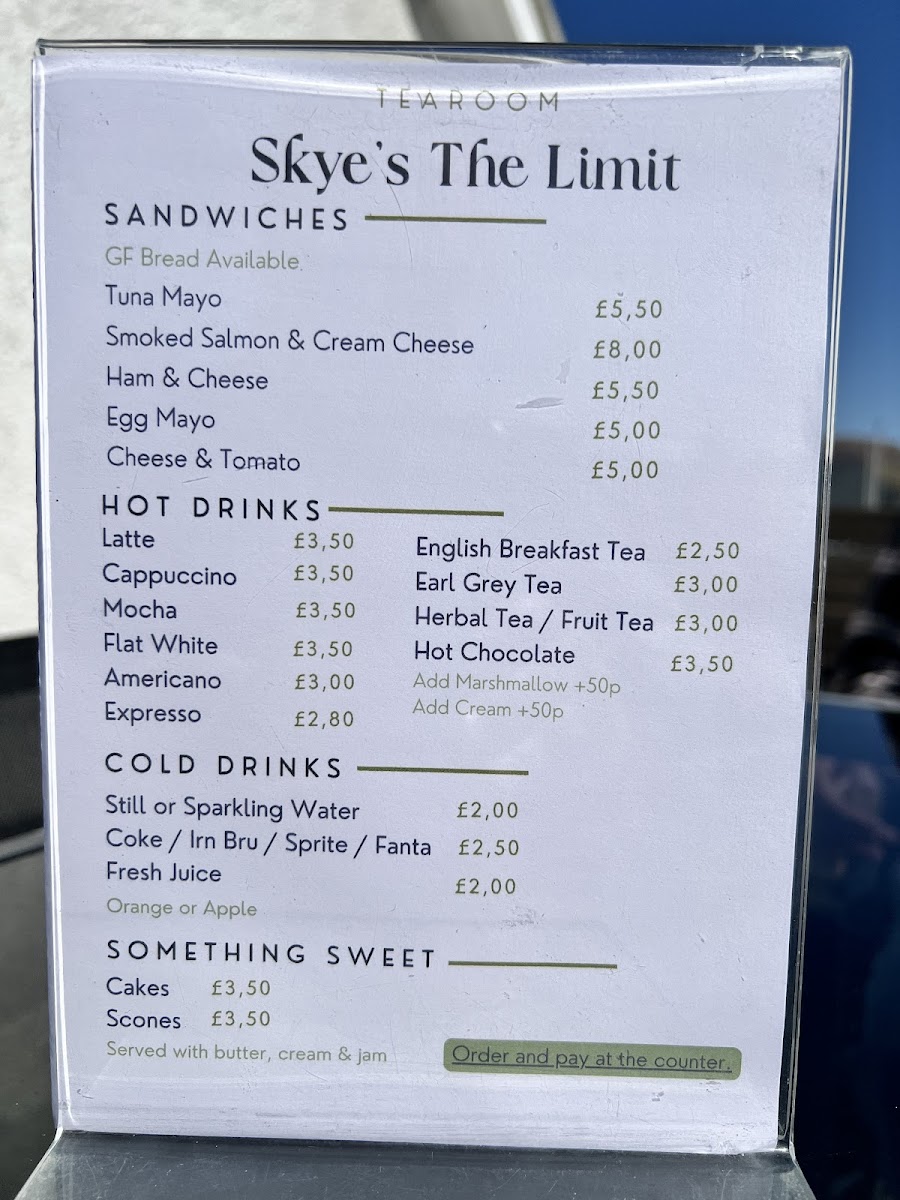 TEAROOM
Skye's The Limit
SANDWICHES
GF Bread Available
Tuna Mayo £5,50
Smoked Salmon & Cream Cheese £8,00
Ham & Cheese £5,50
Egg Mayo £5,00
Cheese & Tomato £5,00
HOT DRINKS
Latte £3,50
Cappuccino £3,50
Mocha £3,50
Flat White £3,50
Americano £3,00
Expresso £2,80
English Breakfast Tea £2,50
Earl Grey Tea £3,00
Herbal Tea / Fruit Tea £3,00
Hot Chocolate £3,50
Add Marshmallow +50p
Add Cream +50p
COLD DRINKS
Still or Sparkling Water £2,00
Coke / Irn Bru / Sprite / Fanta £2,50
Fresh Juice £2,00
Orange or Apple
SOMETHING SWEET
Cakes £3,50
Scones £3,50
Served with butter, cream & jam
Order and pay at the counter.